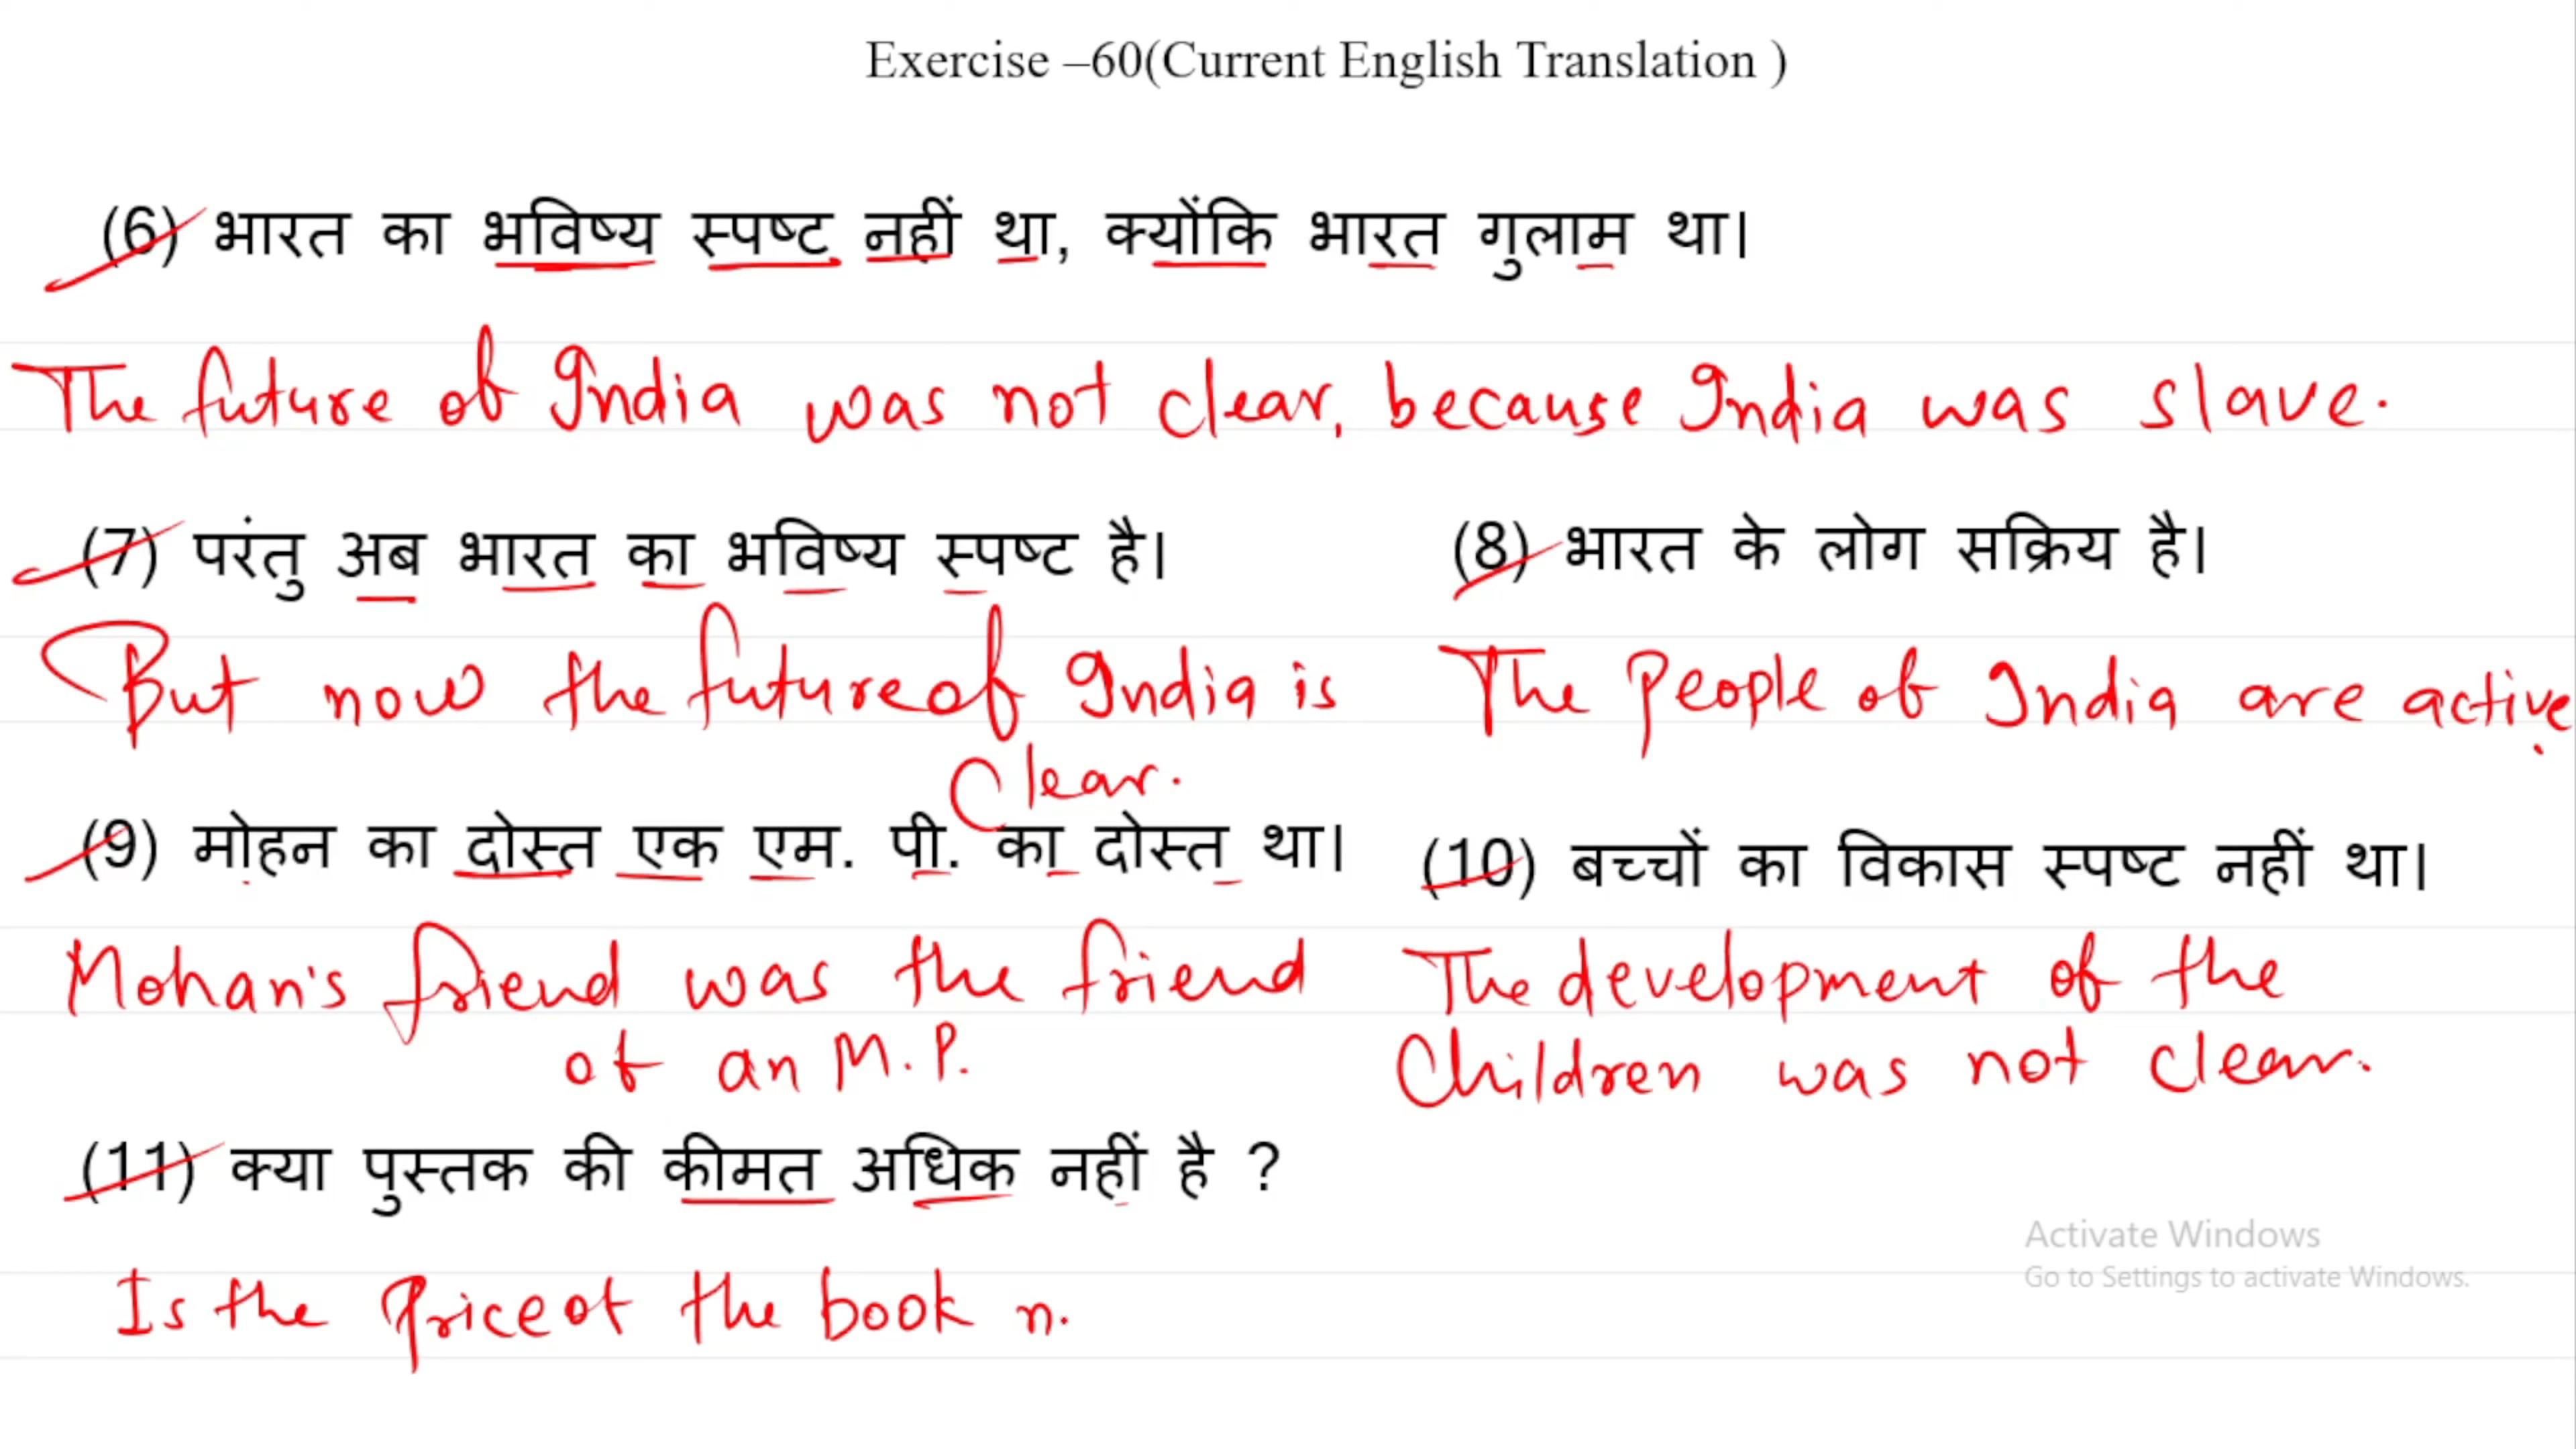 Exercise –60(Current English Translation )
(6) भारत का भविष्य स्पष्ट नहीं था, क्योंकि भारत गुलाम था।
The future of India was not clear, because India was slave.
(7) परंतु अब भारत का भविष्य स्पष्ट है।
But now the future of India is
clear.
(8) भारत के लोग सक्रिय है।
The People of India are active.
(9) मोहन का दोस्त एक एम. पी. का दोस्त था।
Mohan's friend was the friend
of an M.P.
(10) बच्चों का विकास स्पष्ट नहीं था।
The development of the
Children was not clear.
(11) क्या पुस्तक की कीमत अधिक नहीं है ?
Is the Price of the book n.
Activate Windows
Go to Settings to activate Windows.